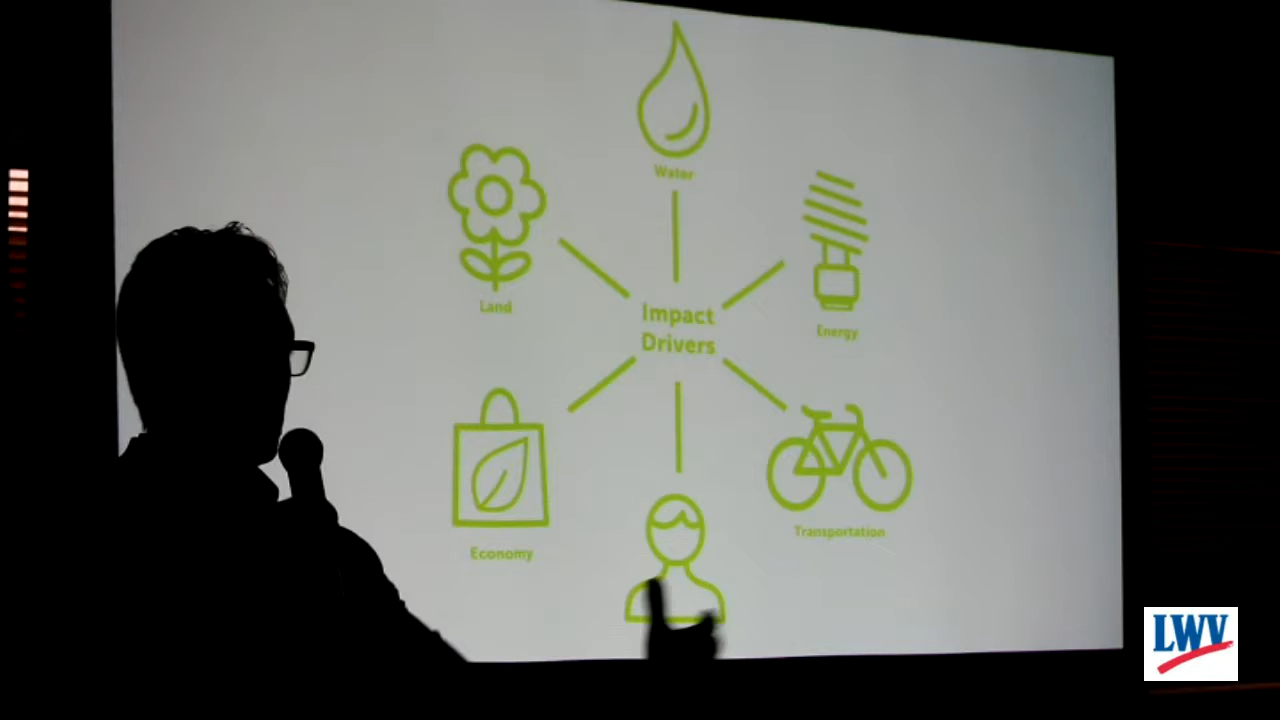 Water
Land
Energy
Impact
Drivers
Economy
Transportation
LWV